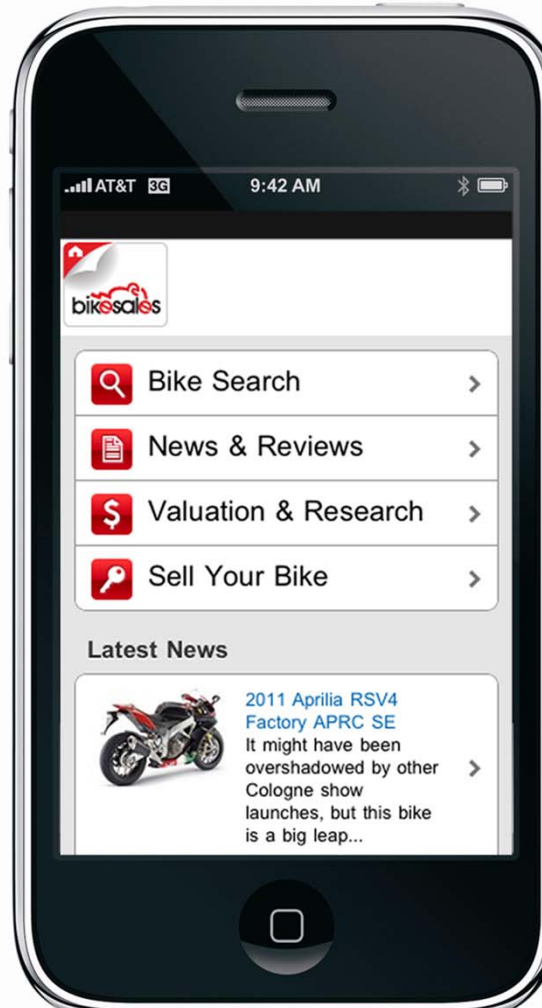 AT&T 3G 9:42 AM
bikesales
Bike Search
News & Reviews
Valuation & Research
Sell Your Bike
Latest News
2011 Aprilia RSV4
Factory APRC SE
It might have been
overshadowed by other
Cologne show
launches, but this bike
is a big leap...